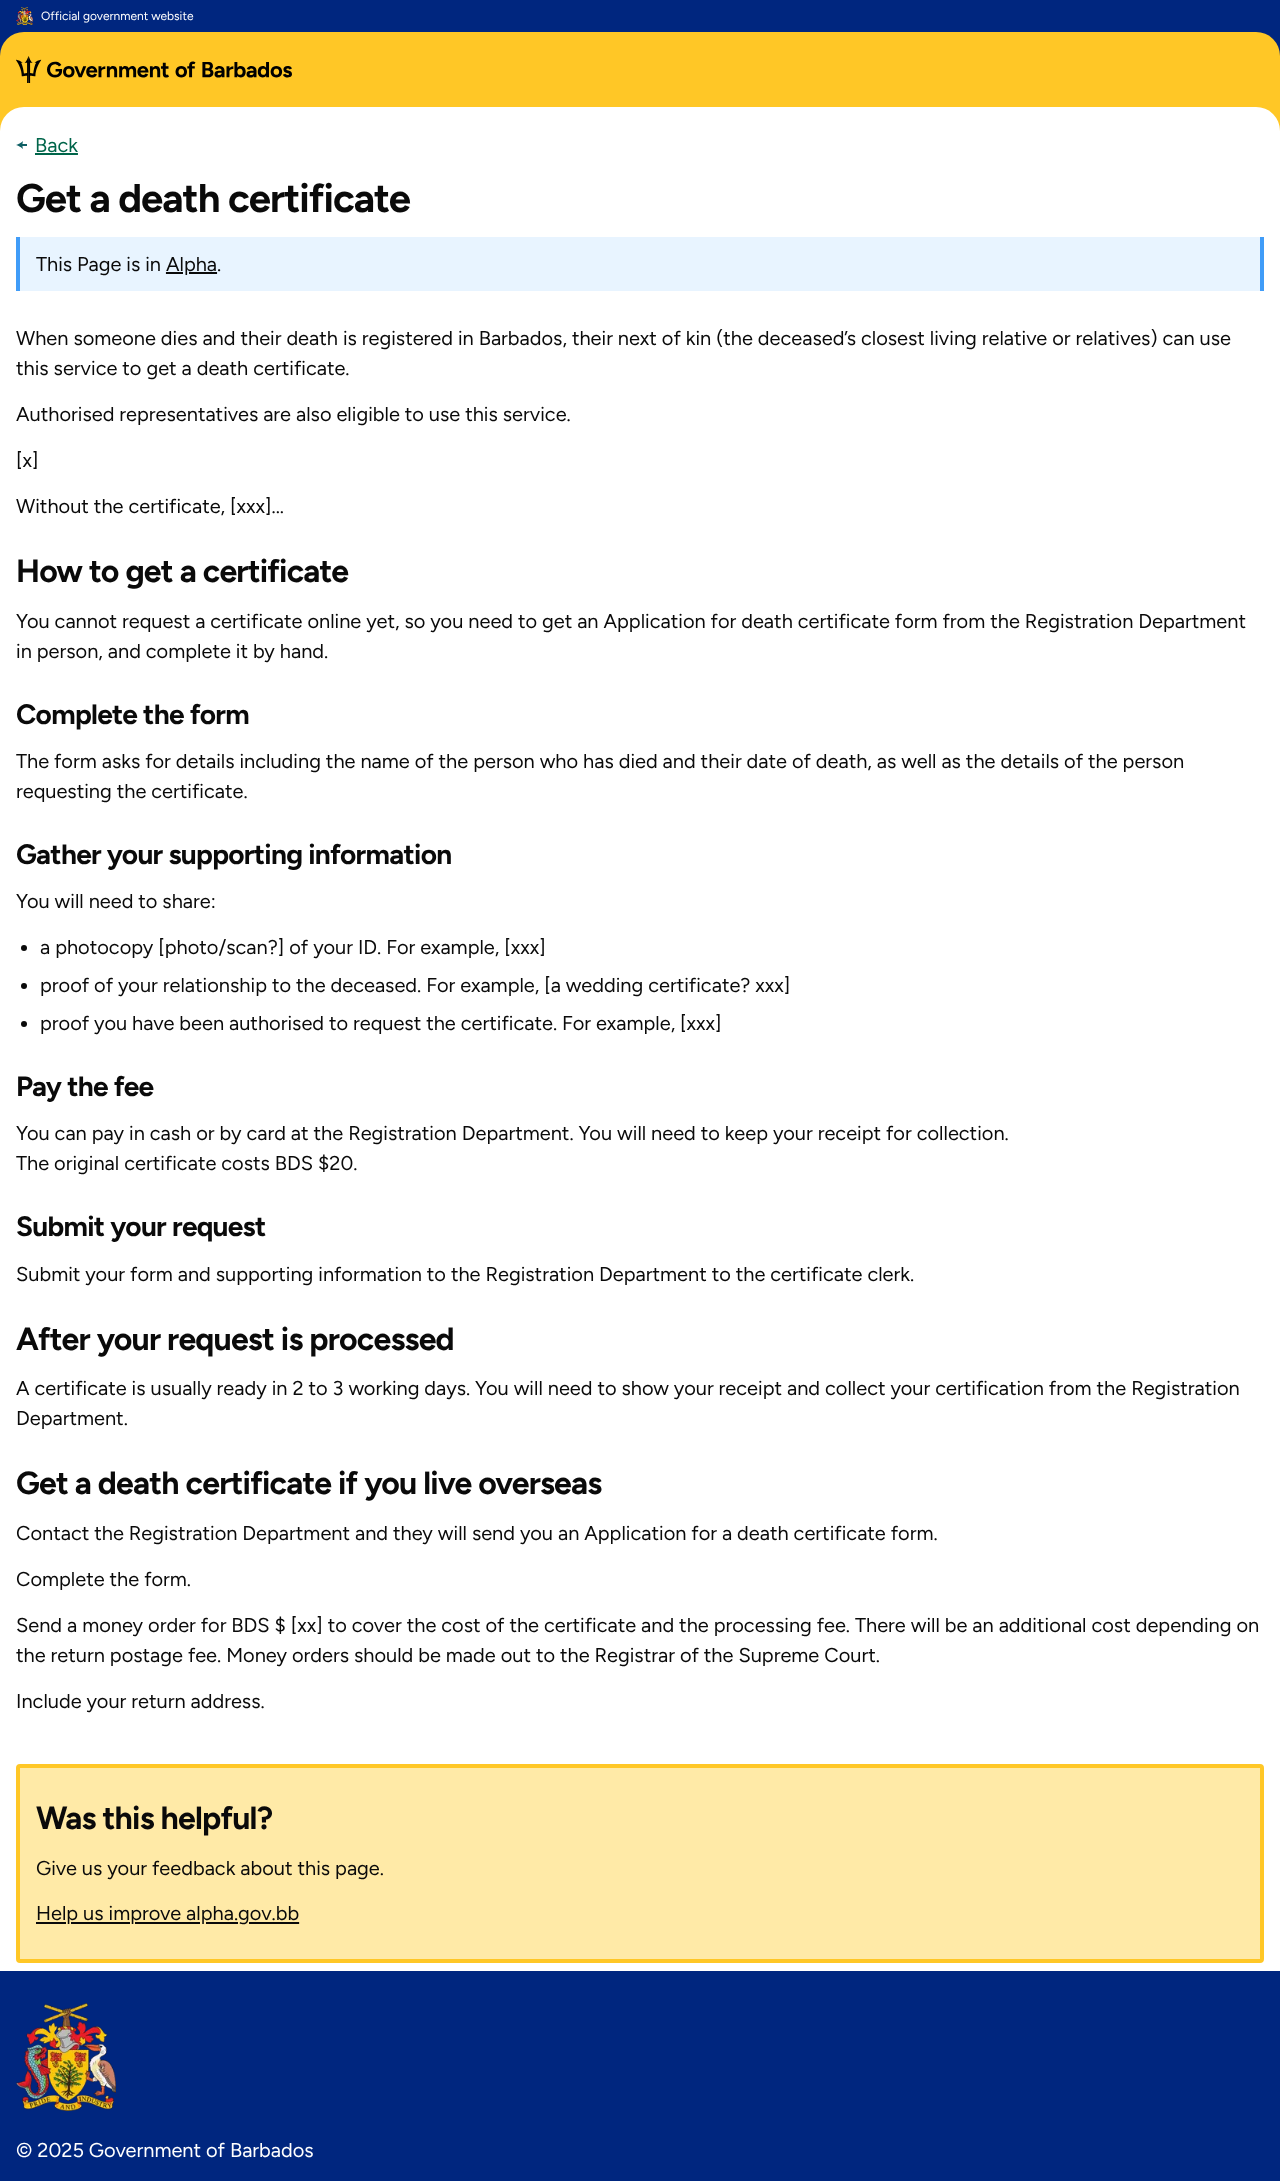 Official government website
Government of Barbados
Back
Get a death certificate
This Page is in Alpha.
When someone dies and their death is registered in Barbados, their next of kin (the deceased’s closest living relative or relatives) can use
this service to get a death certificate.
Authorised representatives are also eligible to use this service.
[x]
Without the certificate, [xxx]...
How to get a certificate
You cannot request a certificate online yet, so you need to get an Application for death certificate form from the Registration Department
in person, and complete it by hand.
Complete the form
The form asks for details including the name of the person who has died and their date of death, as well as the details of the person
requesting the certificate.
Gather your supporting information
You will need to share:
• a photocopy [photo/scan?] of your ID. For example, [xxx]
• proof of your relationship to the deceased. For example, [a wedding certificate? xxx]
• proof you have been authorised to request the certificate. For example, [xxx]
Pay the fee
You can pay in cash or by card at the Registration Department. You will need to keep your receipt for collection.
The original certificate costs BDS $20.
Submit your request
Submit your form and supporting information to the Registration Department to the certificate clerk.
After your request is processed
A certificate is usually ready in 2 to 3 working days. You will need to show your receipt and collect your certification from the Registration
Department.
Get a death certificate if you live overseas
Contact the Registration Department and they will send you an Application for a death certificate form.
Complete the form.
Send a money order for BDS $ [xx] to cover the cost of the certificate and the processing fee. There will be an additional cost depending on
the return postage fee. Money orders should be made out to the Registrar of the Supreme Court.
Include your return address.
Was this helpful?
Give us your feedback about this page.
Help us improve alpha.gov.bb
PRIDE AND INDUSTRY
© 2025 Government of Barbados